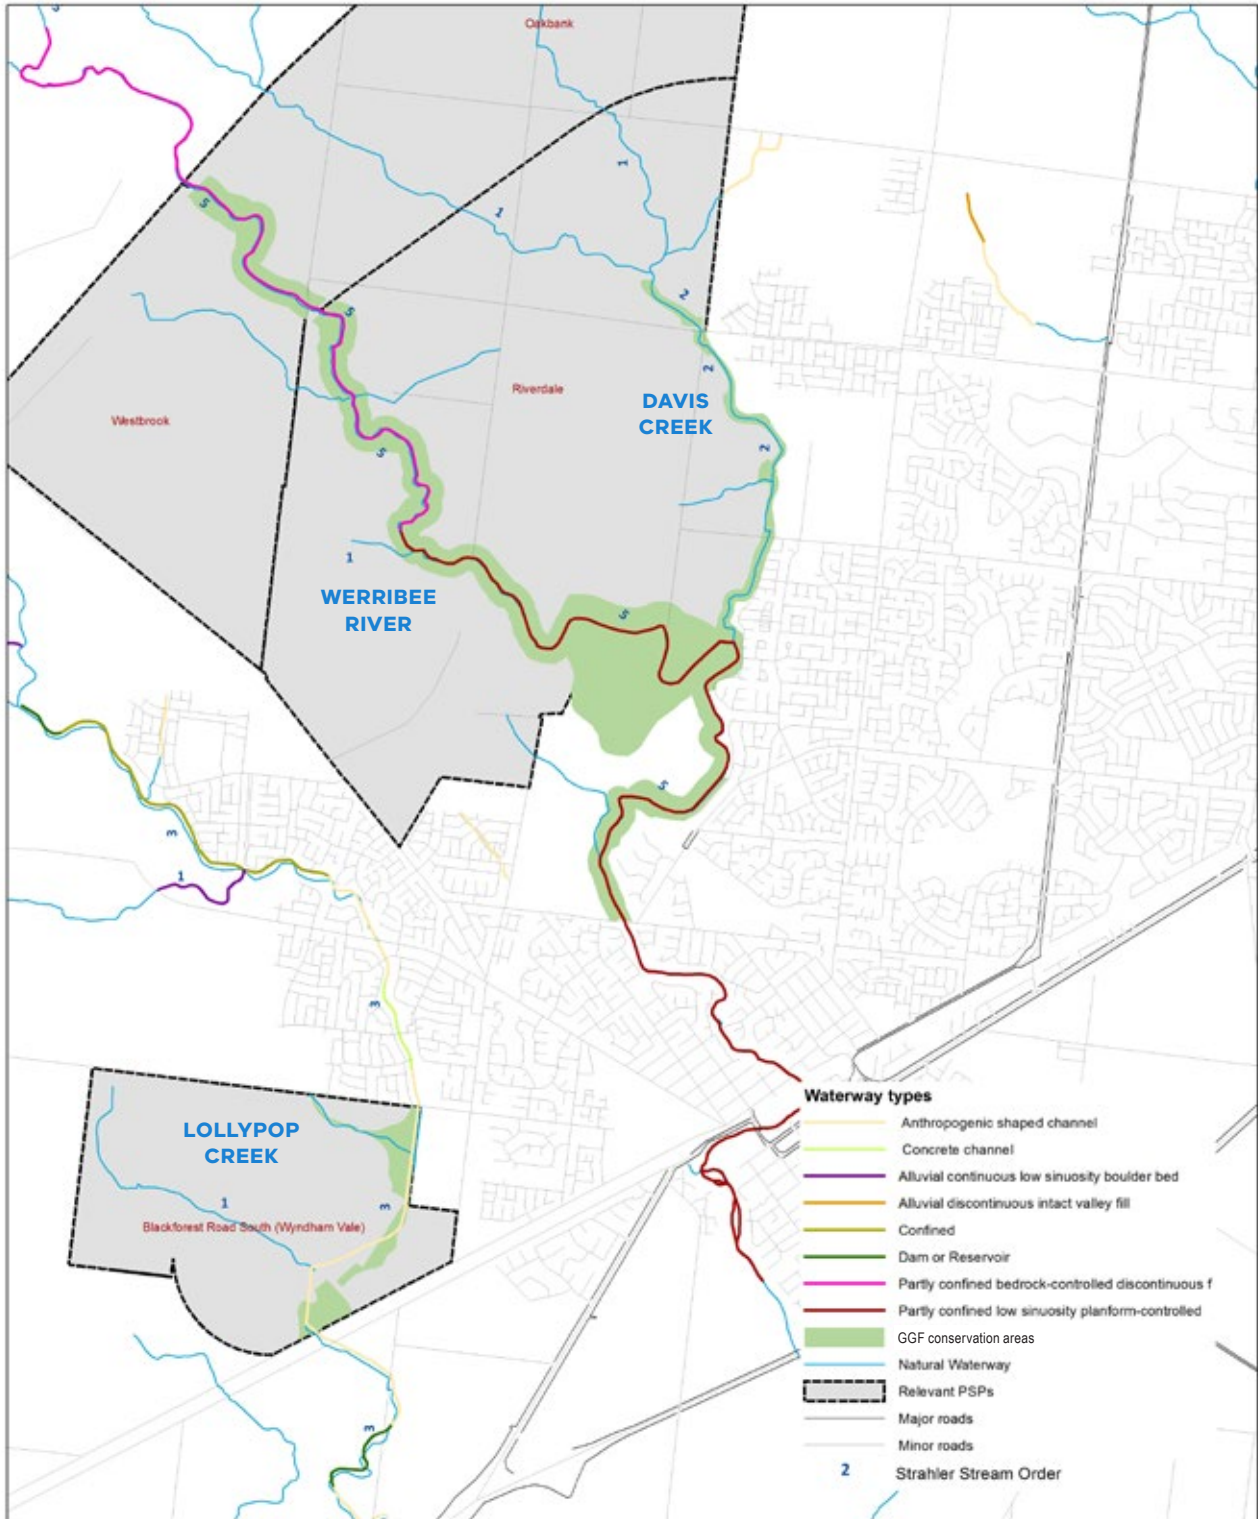 Oakbank
5
1
1
5
2
5
2
Riverdale
DAVIS
CREEK
Westbrook
2
5
1
WERRIBEE
RIVER
5
5
3
1
3
LOLLYPOP
CREEK
1
3
Blackforest Road South (Wyndham Vale)
3
Waterway types
Anthropogenic shaped channel
Concrete channel
Alluvial continuous low sinuosity boulder bed
Alluvial discontinuous intact valley fill
Confined
Dam or Reservoir
Partly confined bedrock-controlled discontinuous f
Partly confined low sinuosity planform-controlled
GGF conservation areas
Natural Waterway
Relevant PSPs
Major roads
Minor roads
2 Strahler Stream Order